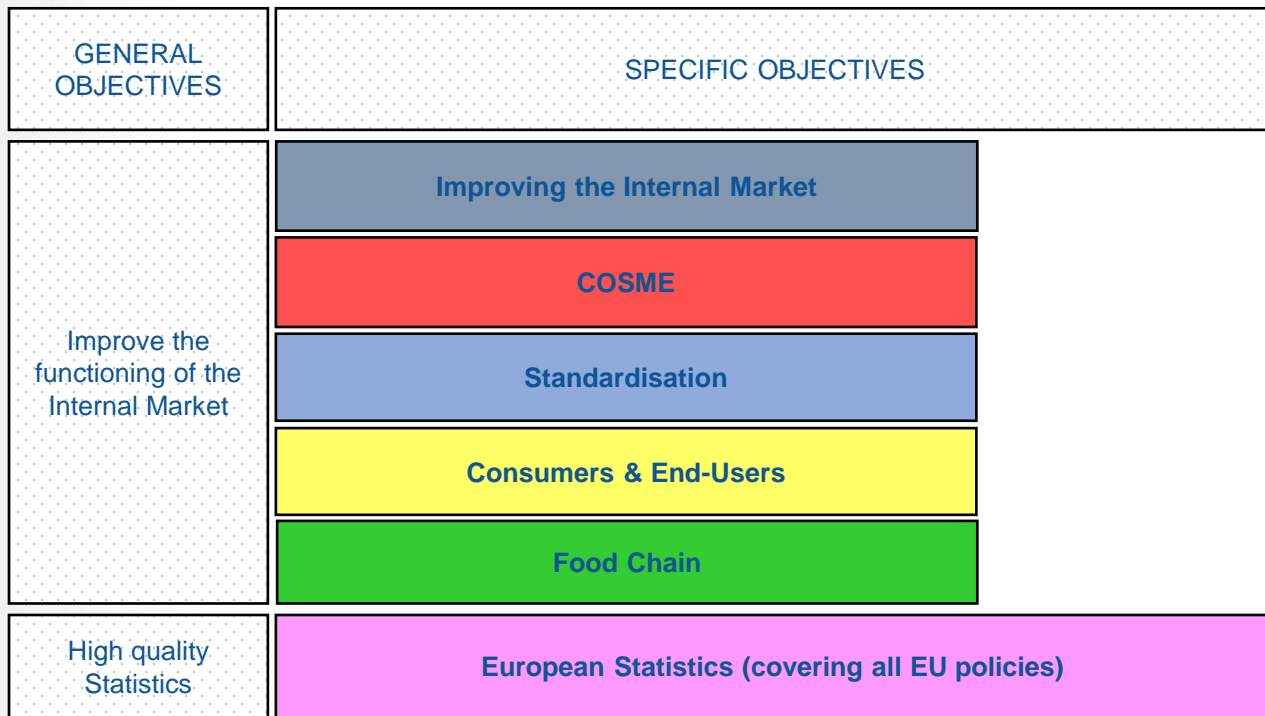 GENERAL
OBJECTIVES
SPECIFIC OBJECTIVES
Improve the
functioning of the
Internal Market
Improving the Internal Market
COSME
Standardisation
Consumers & End-Users
Food Chain
High quality
Statistics
European Statistics (covering all EU policies)